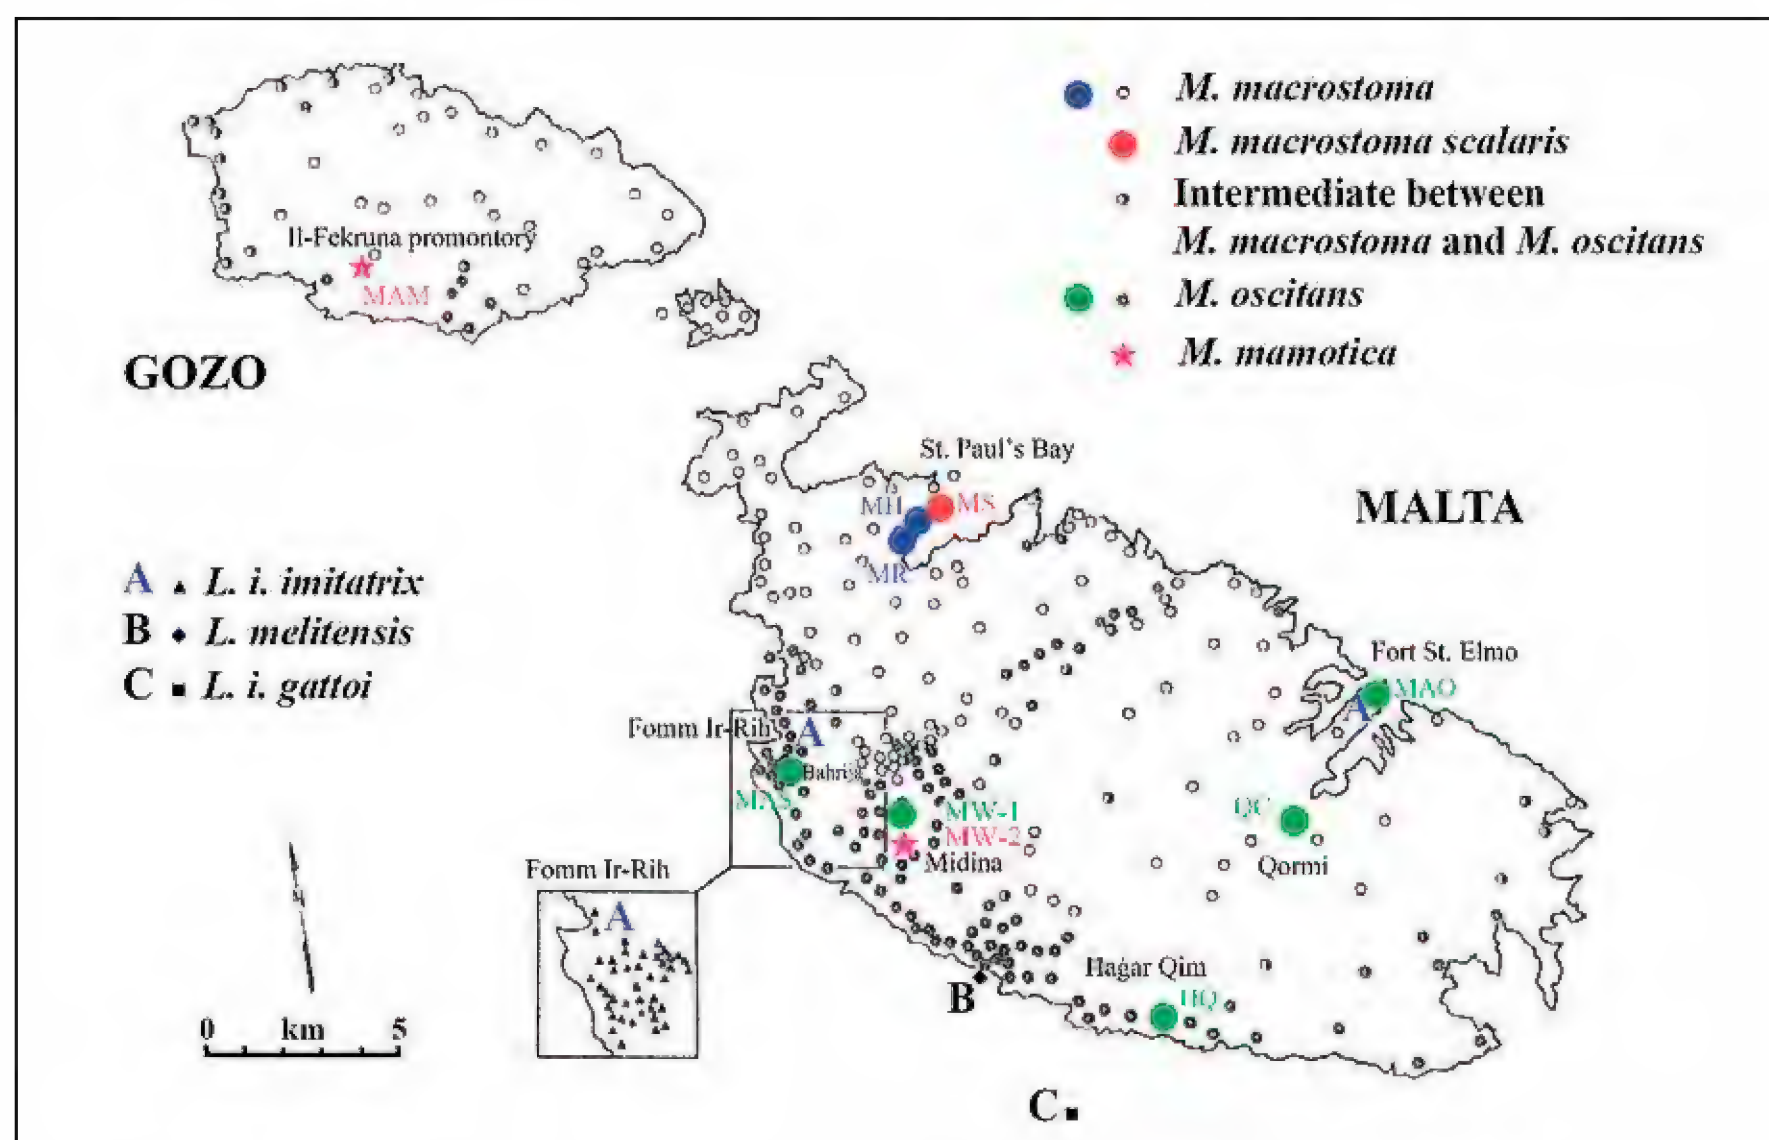 M. macrostoma
M. macrostoma scalaris
Intermediate between
M. macrostoma and M. oscitans
M. oscitans
M. mamotica
Il-Fekruna promontory
MAM
GOZO
St. Paul's Bay
MH
MS
MR
MALTA
A L. i. imitatrix
B L. melitensis
C L. i. gattoi
Fort St. Elmo
MAO
A
Fomm Ir-Rih
A
Bahrija
MAS
MW-1
MW-2
Midina
QC
Qormi
Fomm Ir-Rih
A
Haġar Qim
HQ
B
0 km 5
C